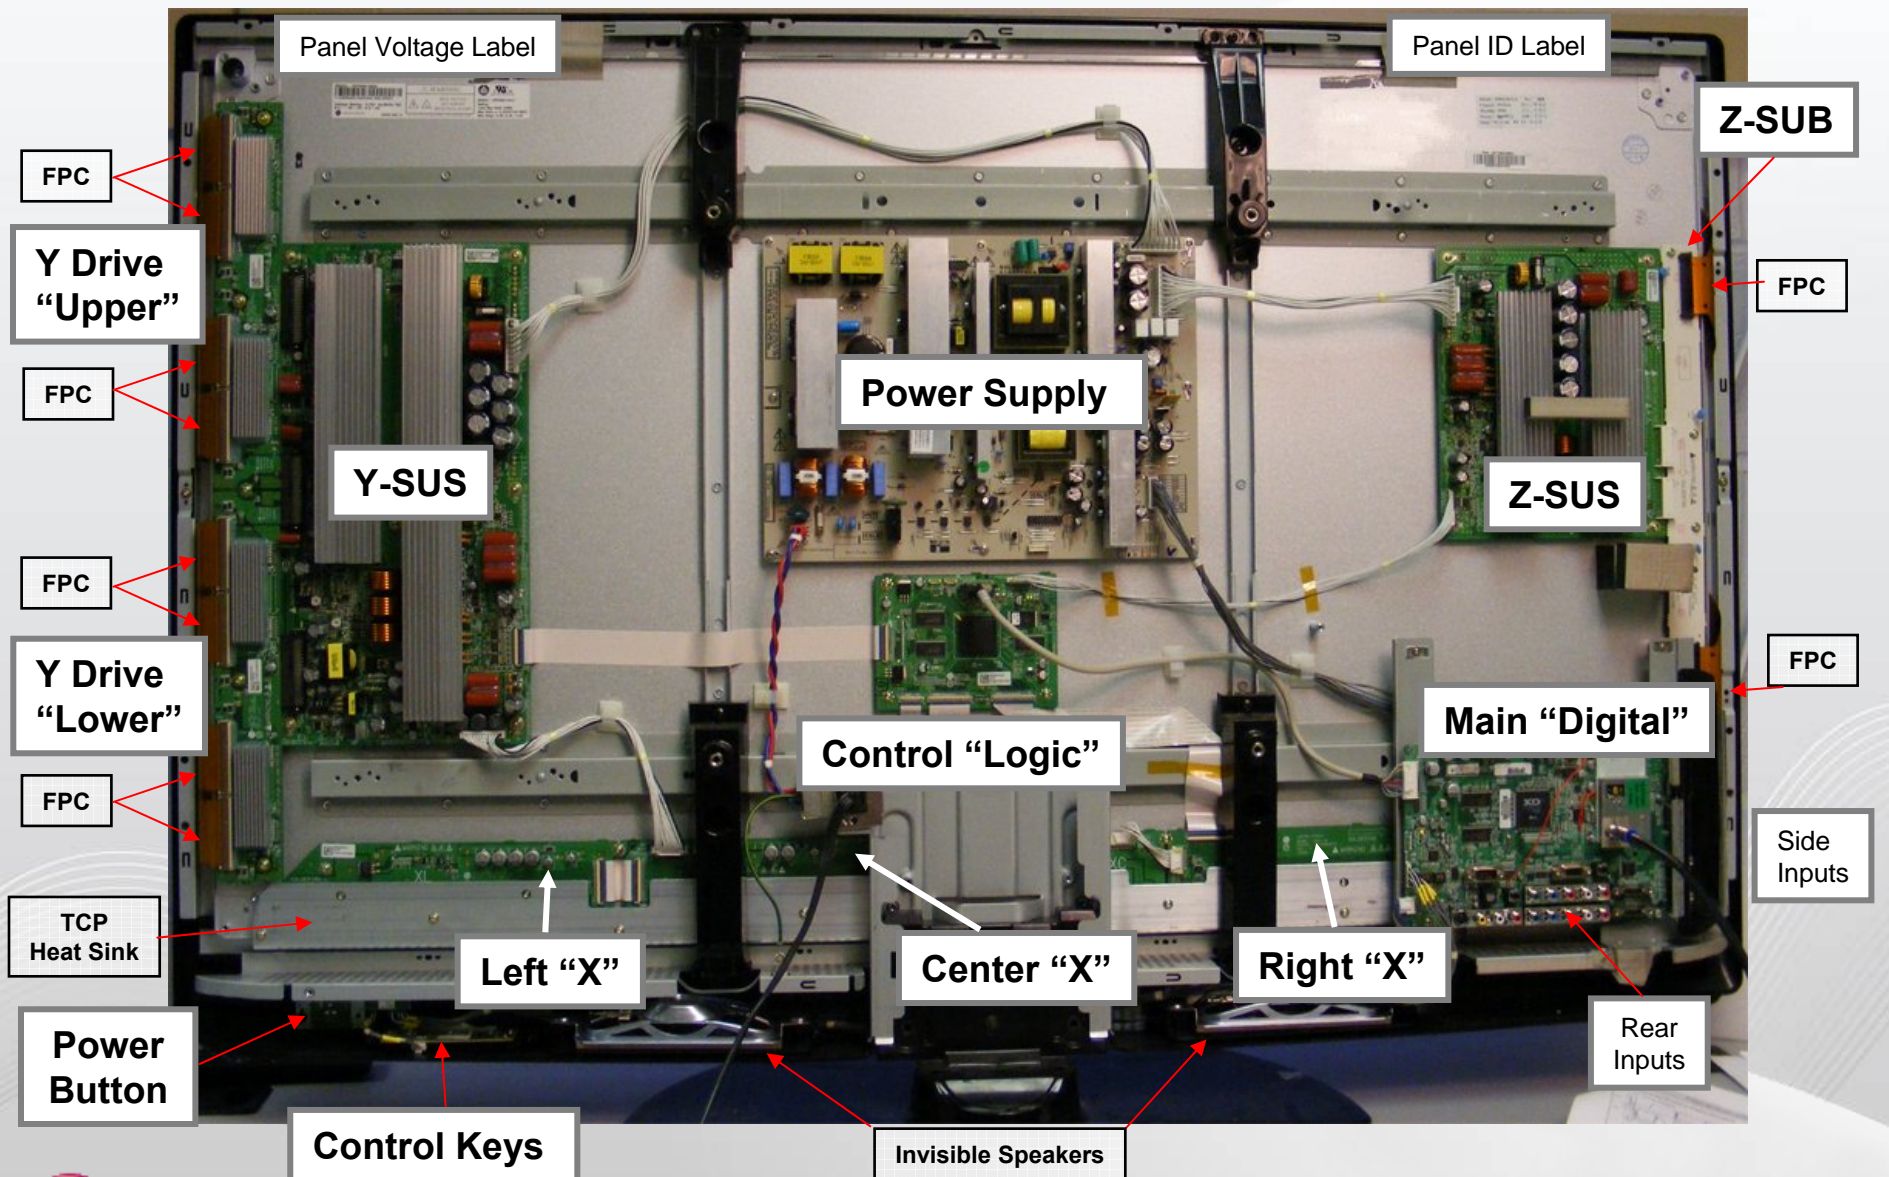 Panel Voltage Label
Panel ID Label
Z-SUB
FPC
FPC
Y Drive
“Upper”
FPC
Power Supply
Y-SUS
Z-SUS
FPC
Y Drive
“Lower”
FPC
Main “Digital”
Control “Logic”
FPC
Side
Inputs
XL
XC
TCP
Heat Sink
Left “X”
Center “X”
Right “X”
Power
Button
Rear
Inputs
Control Keys
Invisible Speakers